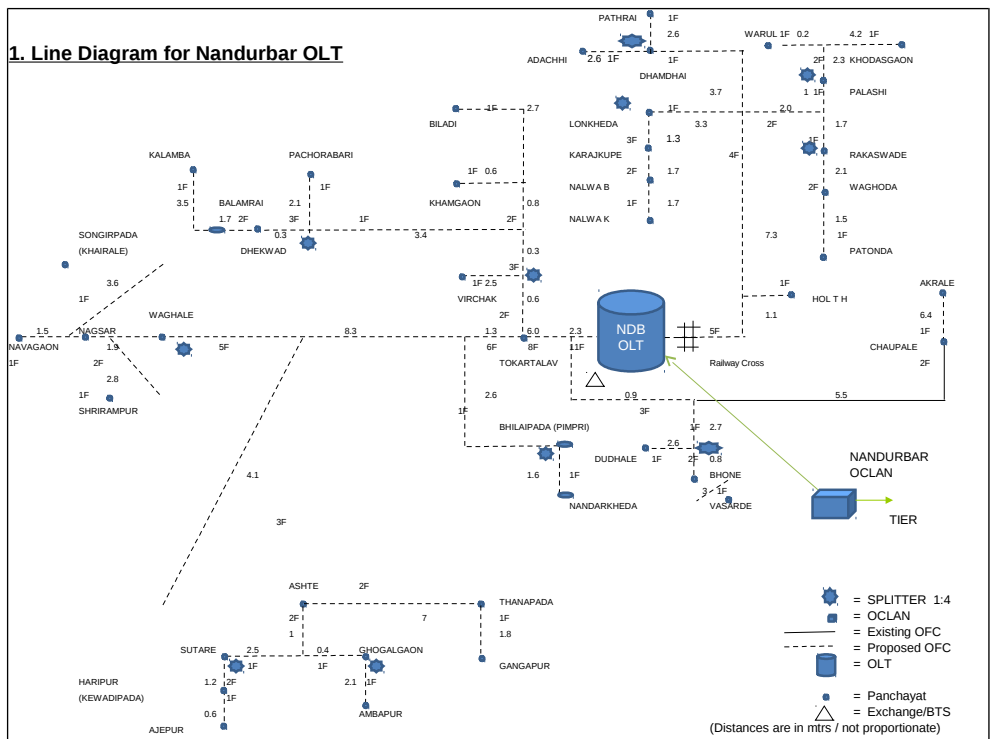 PATHRAI 1F
1. Line Diagram for Nandurbar OLT
2.6
WARUL 1F 0.2 4.2 1F
ADACHHI 2.6 1F 1F
2F 2.3 KHODASGAON
DHAMDHAI
3.7
1 1F PALASHI
1F 2.7
1F 2.0
BILADI
LONKHEDA 3.3 2F 1.7
3F 1.3 1F
KALAMBA PACHORABARI
KARAJKUPE 4F RAKASWADE
1F 0.6
2F 1.7 2.1
1F 1F
NALWA B 2F WAGHODA
3.5 2.1
BALAMRAI KHAMGAON 0.8
1F 1.7
1.7 2F 3F 1F 2F
NALWA K 1.5
SONGIRPADA 0.3 3.4 7.3 1F
(KHAIRALE) DHEKWAD 0.3 PATONDA
3F
3.6 1F 2.5 1F AKRALE
1F VIRCHAK 0.6 HOL T H
WAGHALE 2F 1.1 6.4
1.5 NAGSAR 8.3 1.3 6.0 2.3 NDB 5F 1F
NAVAGAON 1.9 5F 6F 8F 11F OLT CHAUPALE
1F 2F TOKARTALAV Railway Cross 2F
2.8
1F 2.6 0.9 5.5
SHRIRAMPUR 1F 3F
BHILAIPADA (PIMPRI) 1F 2.7
2.6
DUDHALE 1F 2F 0.8 NANDURBAR
4.1 1.6 1F BHONE OCLAN
3 1F
NANDARKHEDA VASARDE
3F TIER
ASHTE 2F
THANAPADA = SPLITTER 1:4
2F 7 1F = OCLAN
1 1.8 = Existing OFC
SUTARE 2.5 0.4 GHOGALGON = Proposed OFC
1F 1F GANGAPUR = OLT
HARIPUR 1.2 2F 2.1 1F
(KEWADIPADA) 1F = Panchayat
0.6 AMBAPUR = Exchange/BTS
AJEPUR (Distances are in mtrs / not proportionate)